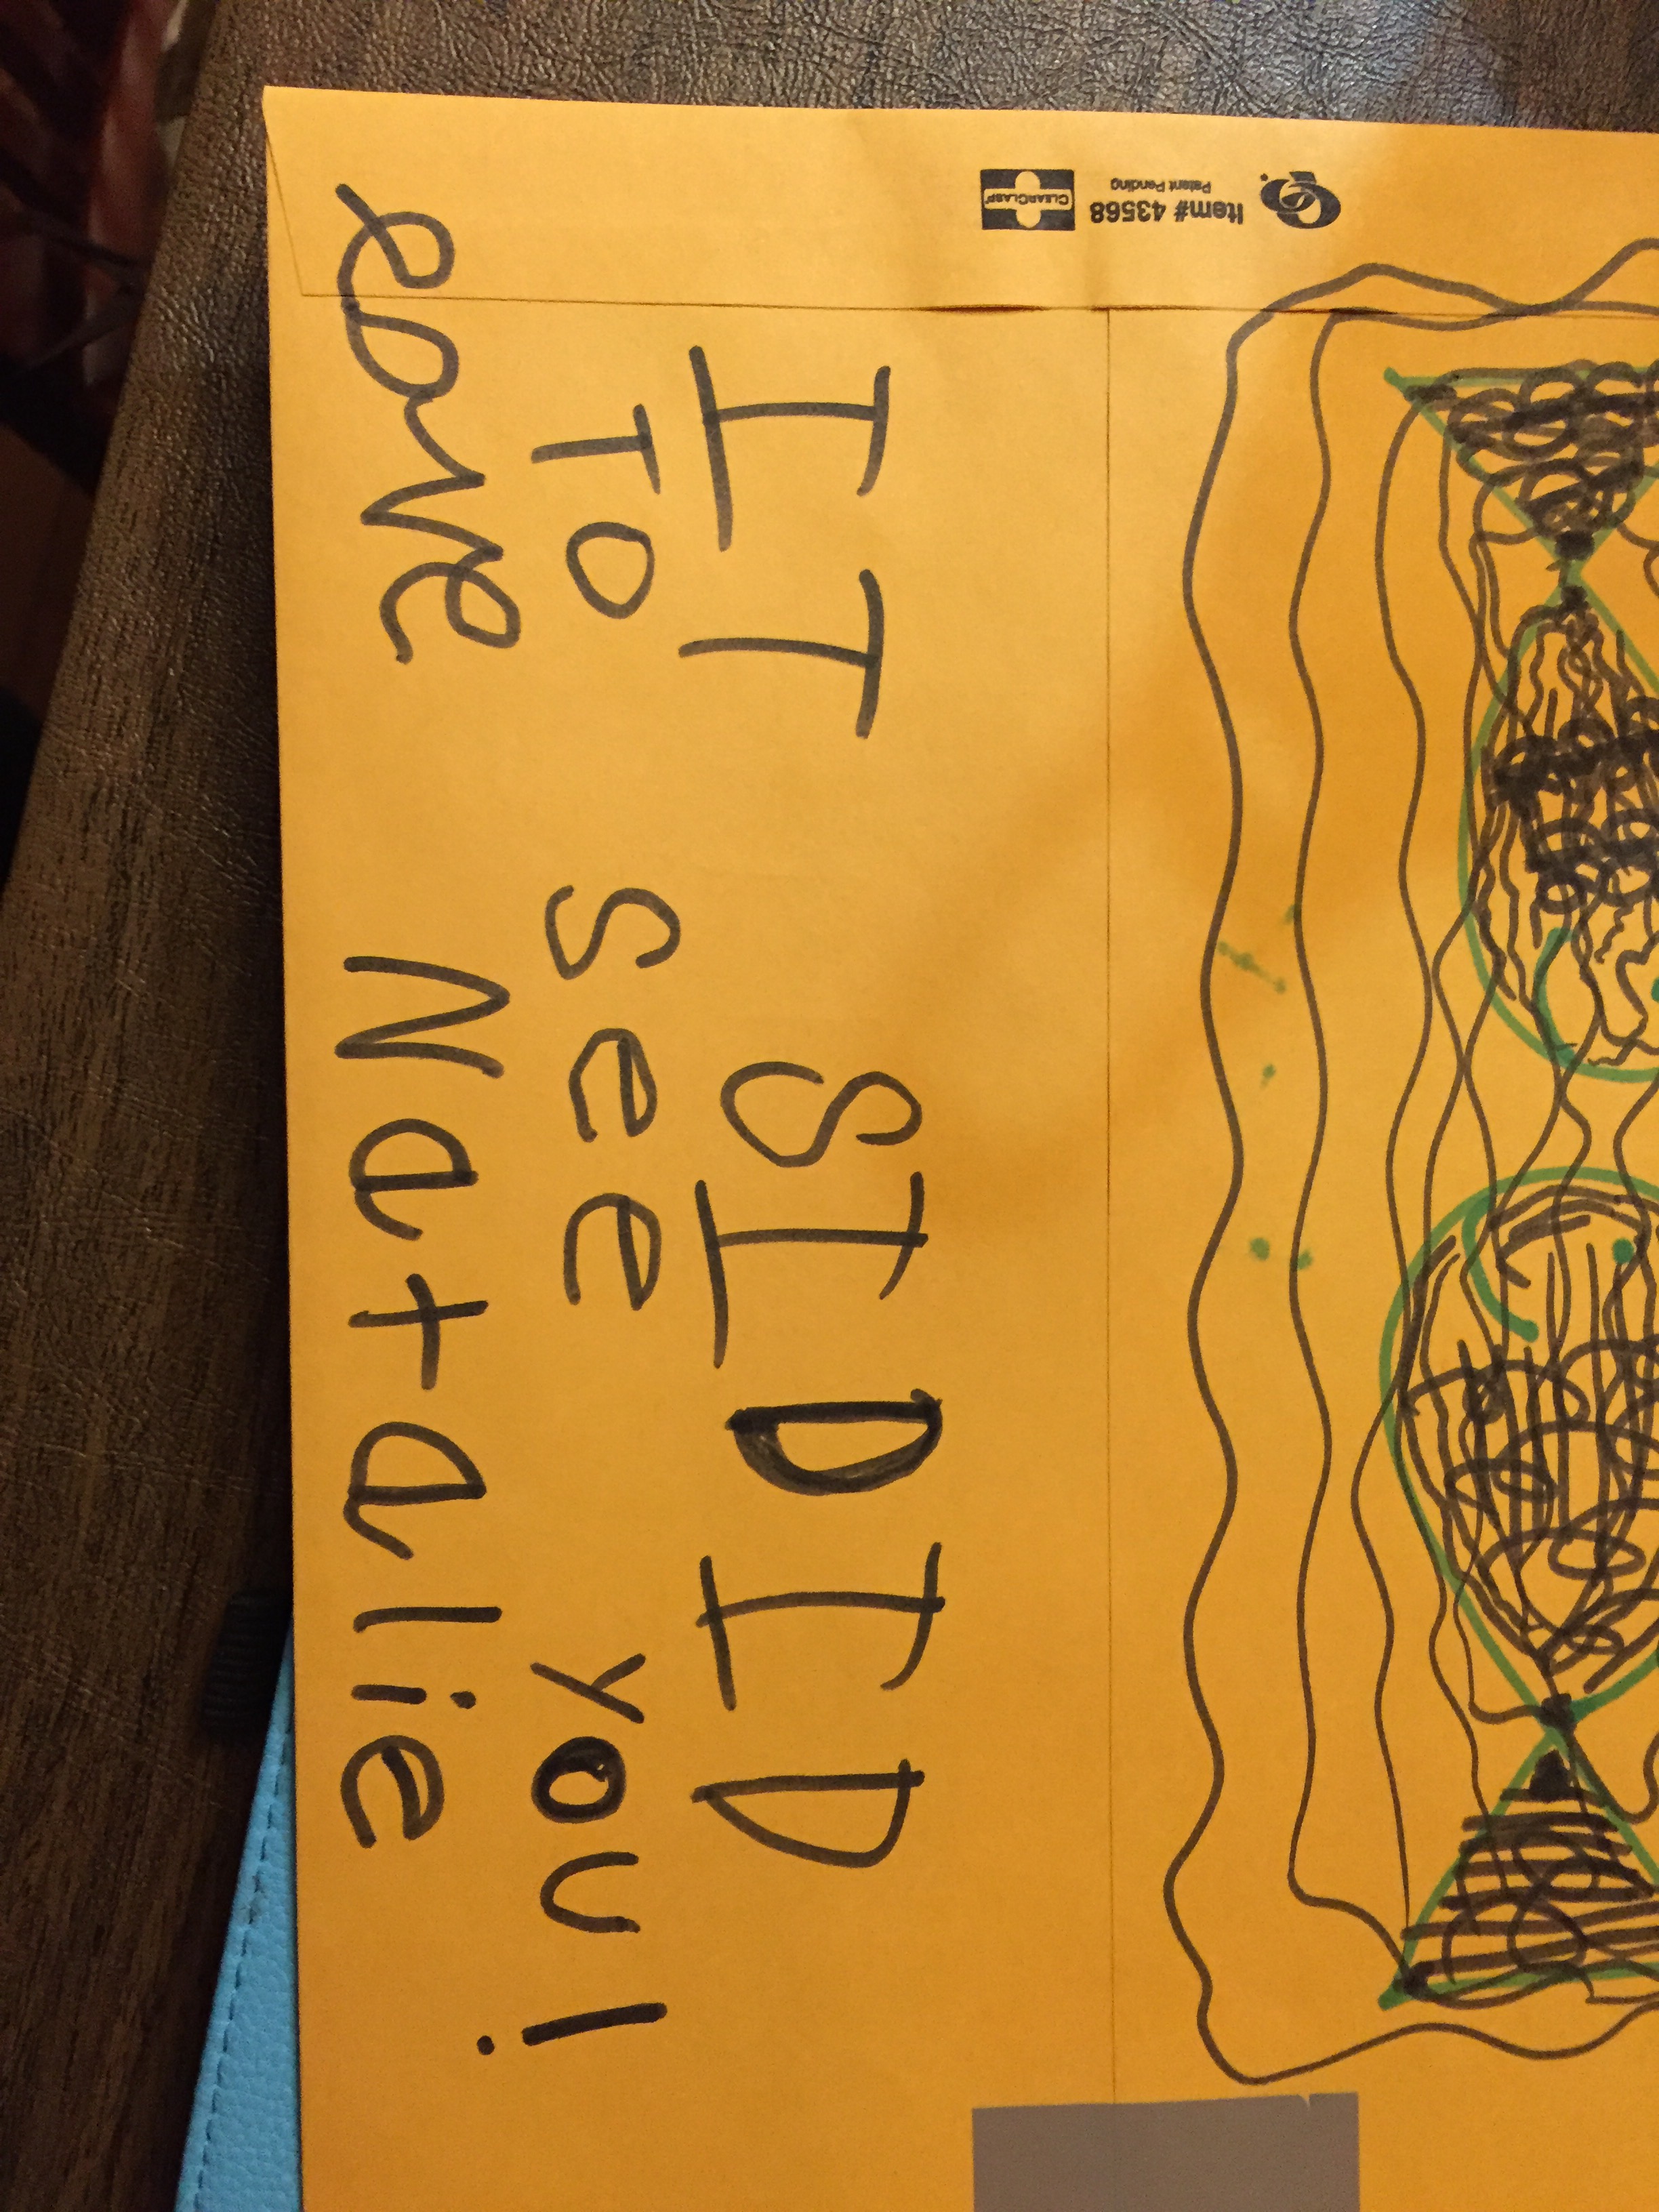 Item# 43568
Patent Pending
CLEARCLASP
IT SIDID
To see you!
love Natalie